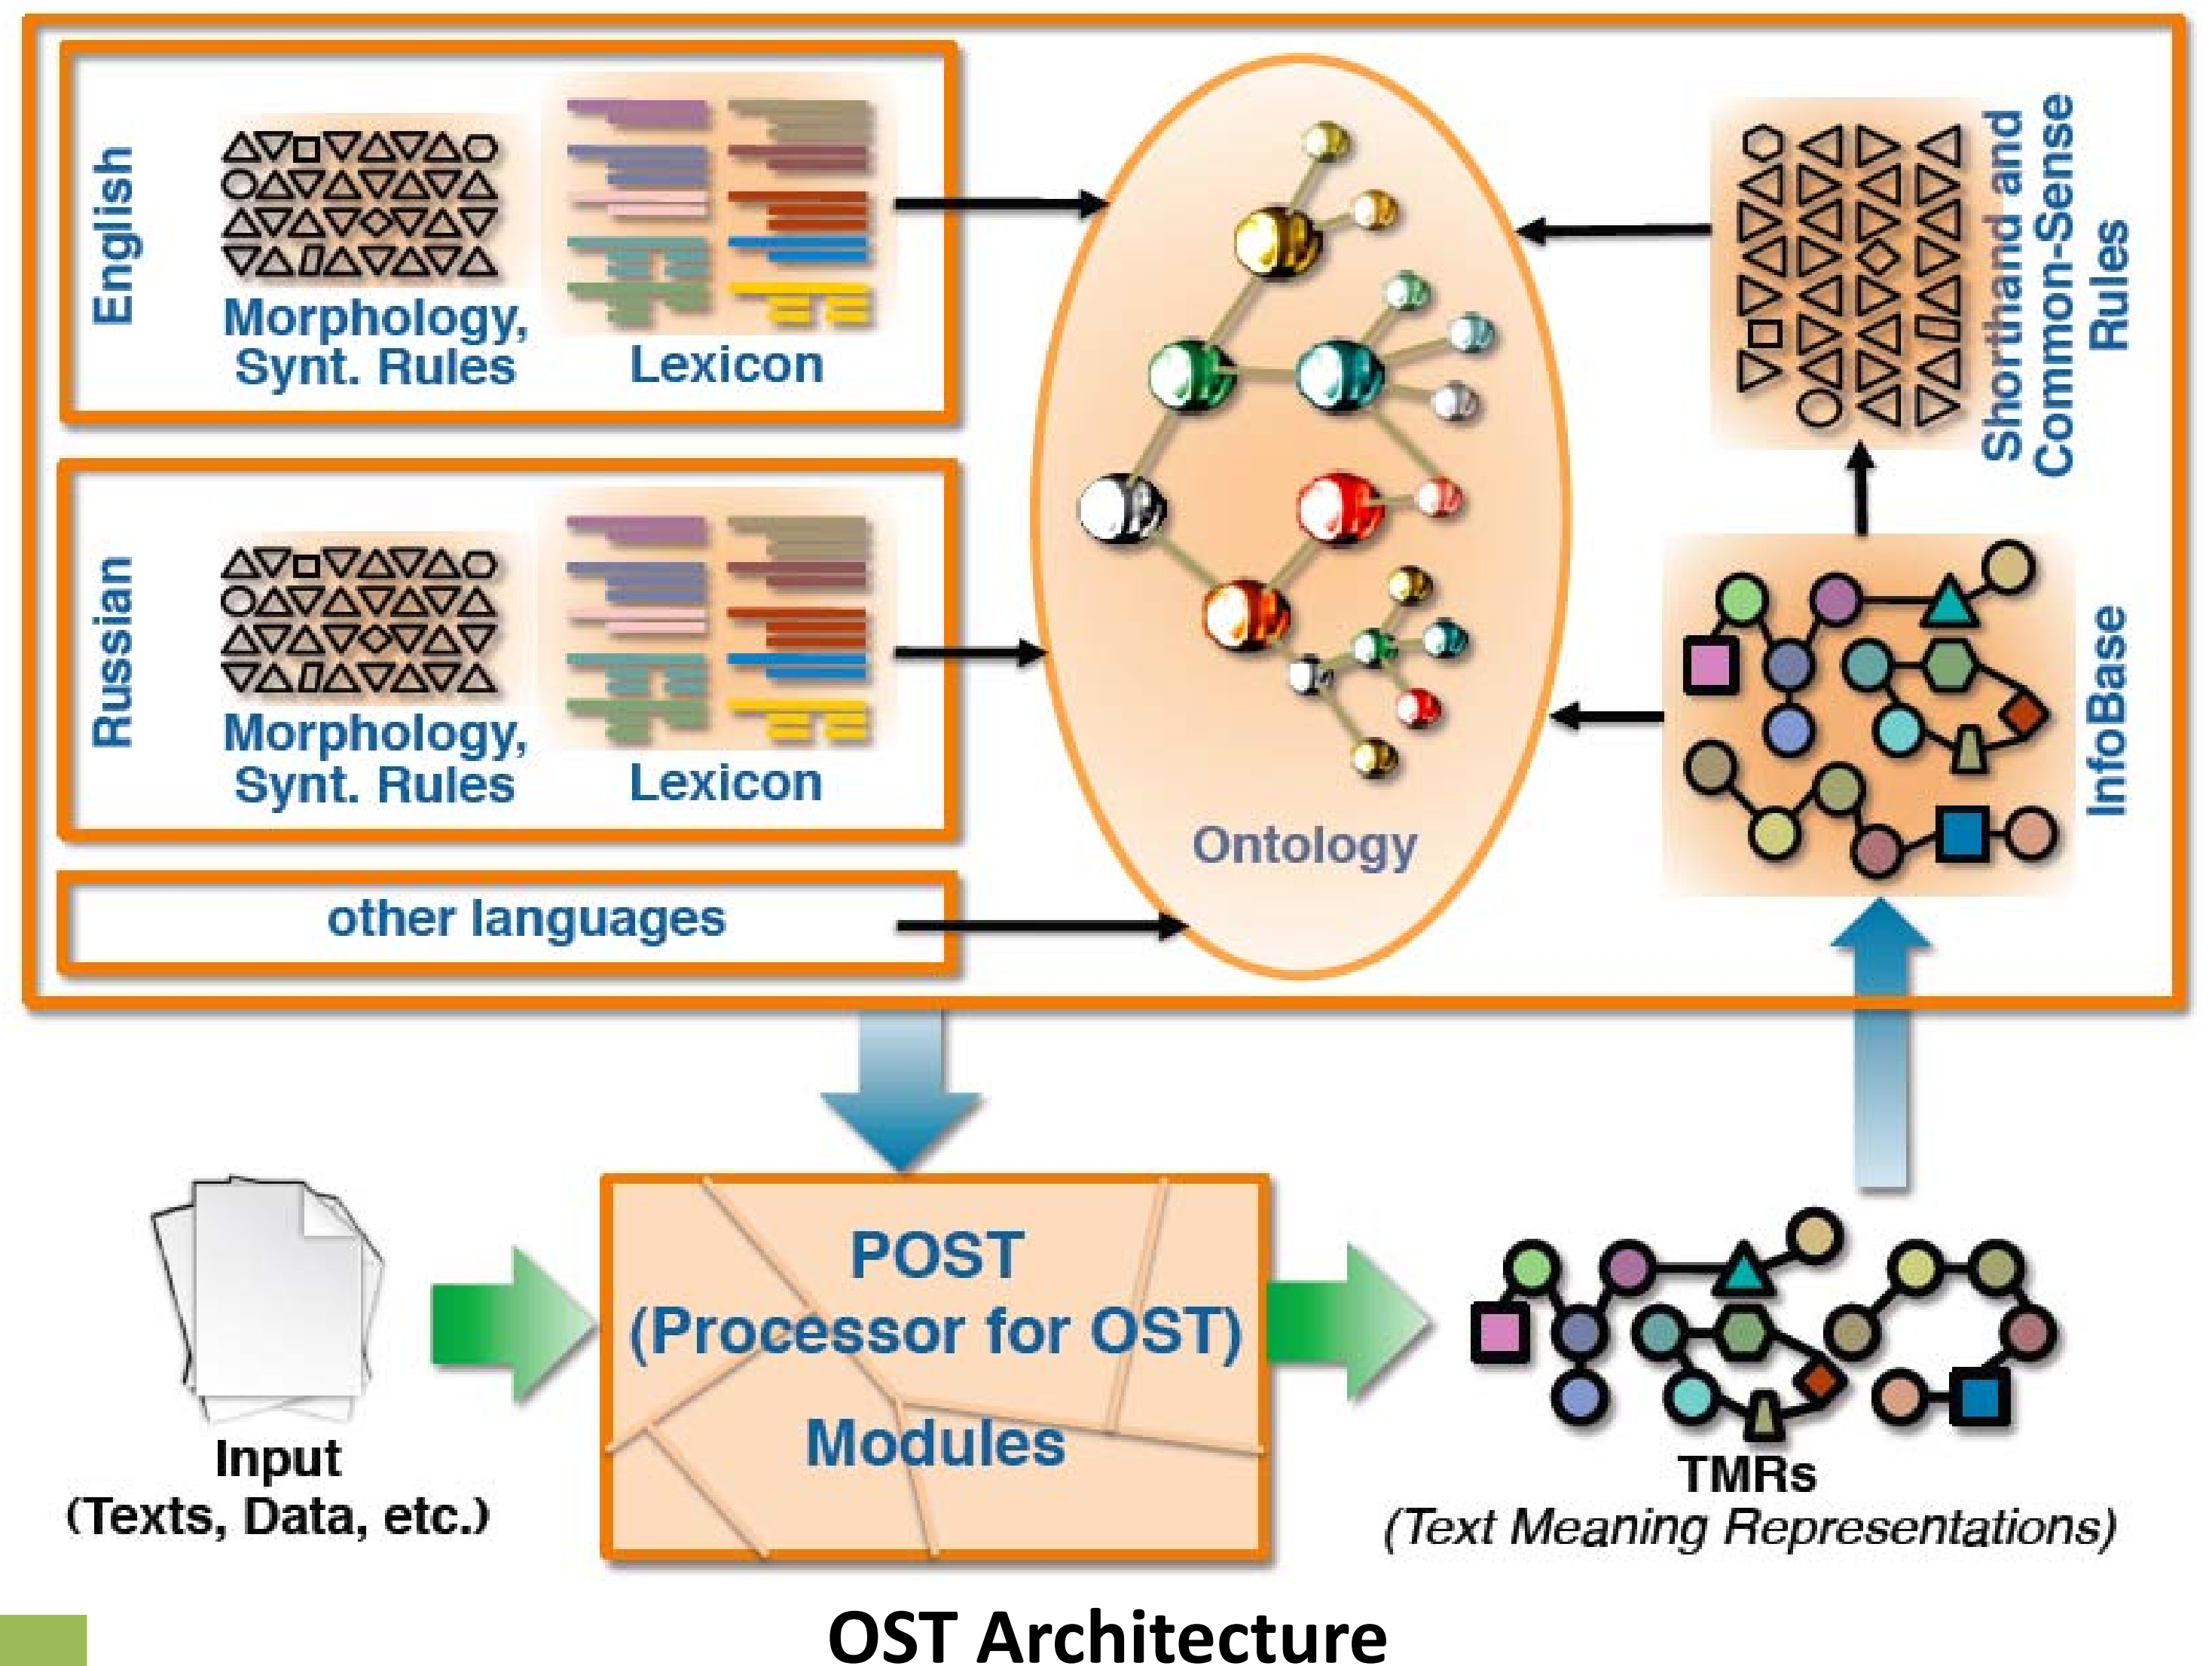 English
Morphology,
Synt. Rules
Lexicon
Russian
Morphology,
Synt. Rules
Lexicon
other languages
Ontology
Shorthand and
Common-Sense
Rules
InfoBase
Input
(Texts, Data, etc.)
POST
(Processor for OST)
Modules
TMRs
(Text Meaning Representations)
OST Architecture